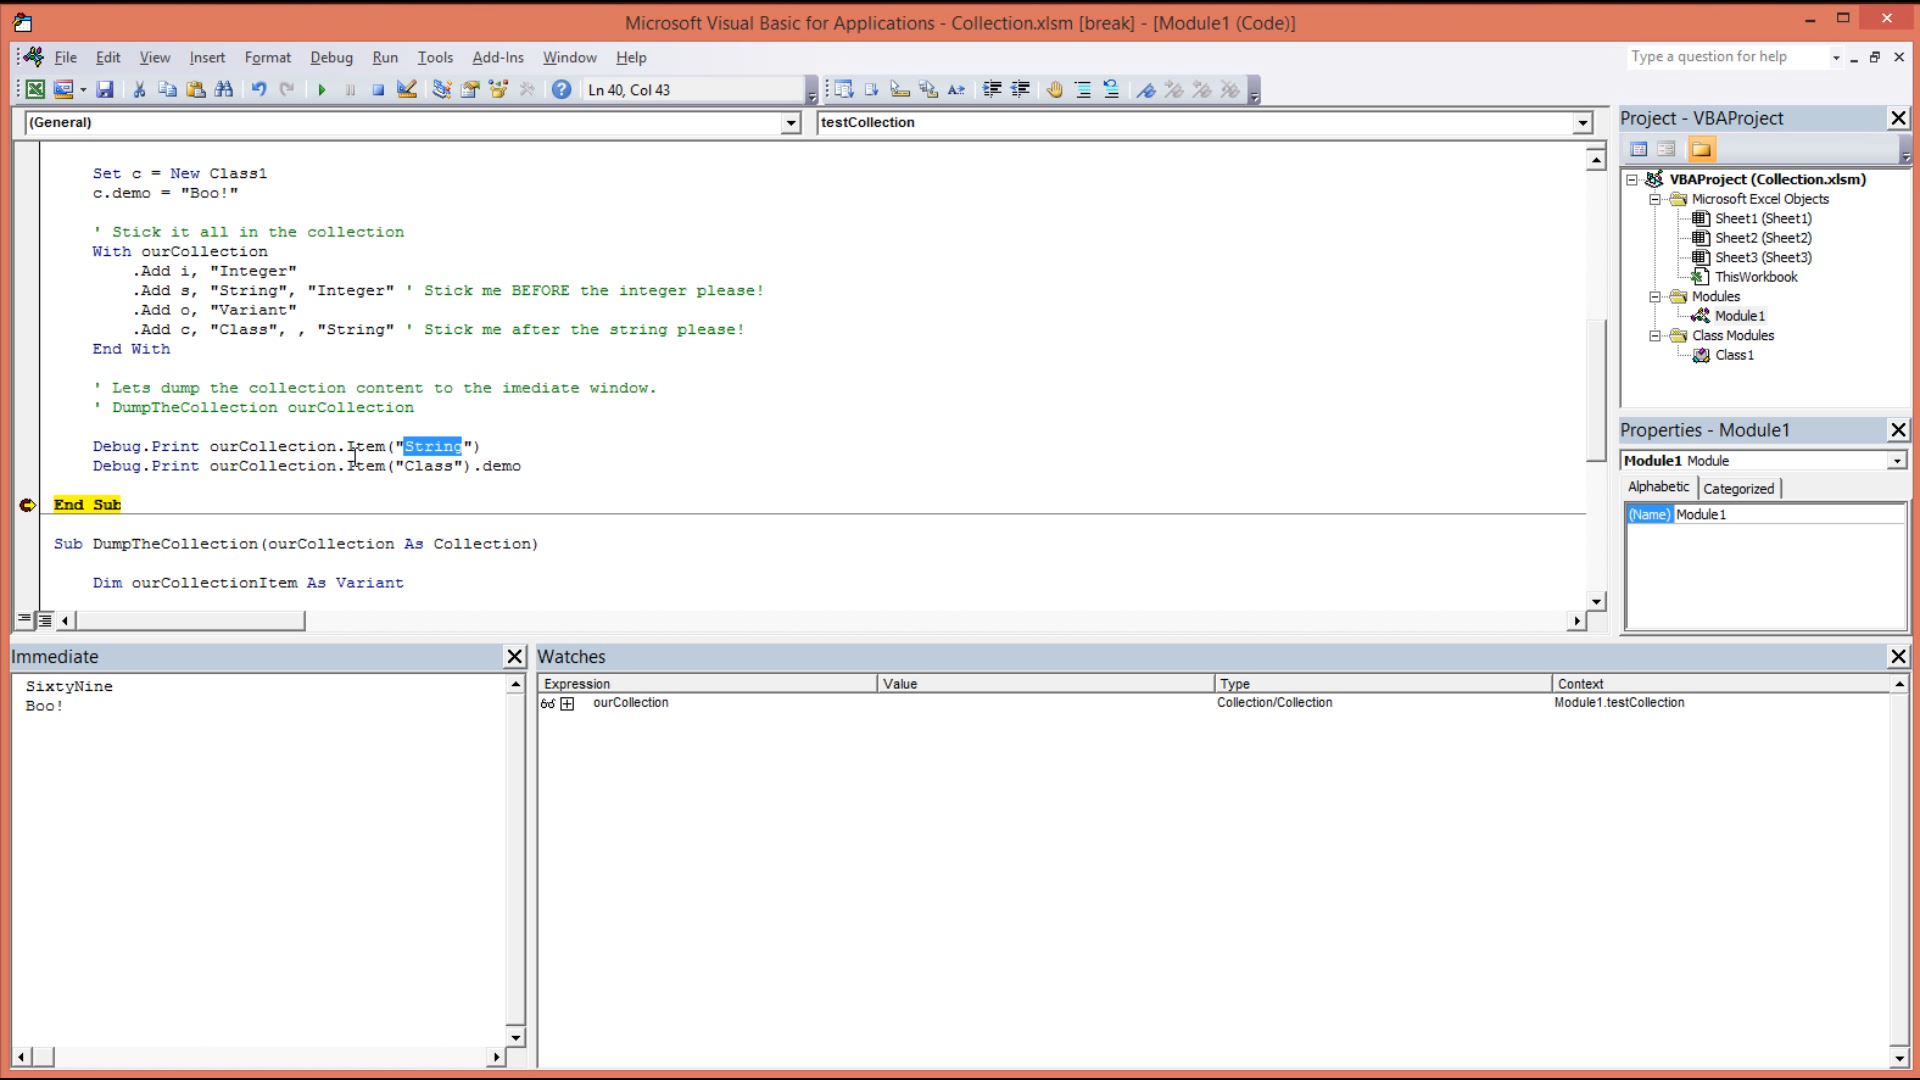 Microsoft Visual Basic for Applications - Collection.xlsm [break] - [Module1 (Code)]
File Edit View Insert Format Debug Run Tools Add-Ins Window Help
Type a question for help
Ln 40, Col 43
(General)
testCollection
Set c = New Class1
c.demo = "Boo!"
' Stick it all in the collection
With ourCollection
.Add i, "Integer"
.Add s, "String", "Integer" ' Stick me BEFORE the integer please!
.Add o, "Variant"
.Add c, "Class", , "String" ' Stick me after the string please!
End With
' Lets dump the collection content to the imediate window.
' DumpTheCollection ourCollection
Debug.Print ourCollection.Item("String")
Debug.Print ourCollection.Item("Class").demo
End Sub
Sub DumpTheCollection(ourCollection As Collection)
Dim ourCollectionItem As Variant
Project - VBAProject
VBAProject (Collection.xlsm)
Microsoft Excel Objects
Sheet1 (Sheet1)
Sheet2 (Sheet2)
Sheet3 (Sheet3)
ThisWorkbook
Modules
Module1
Class Modules
Class1
Properties - Module1
Module1 Module
Alphabetic Categorized
(Name) Module1
Immediate
SixtyNine
Boo!
Watches
Expression Value Type Context
ourCollection Collection/Collection Module1.testCollection